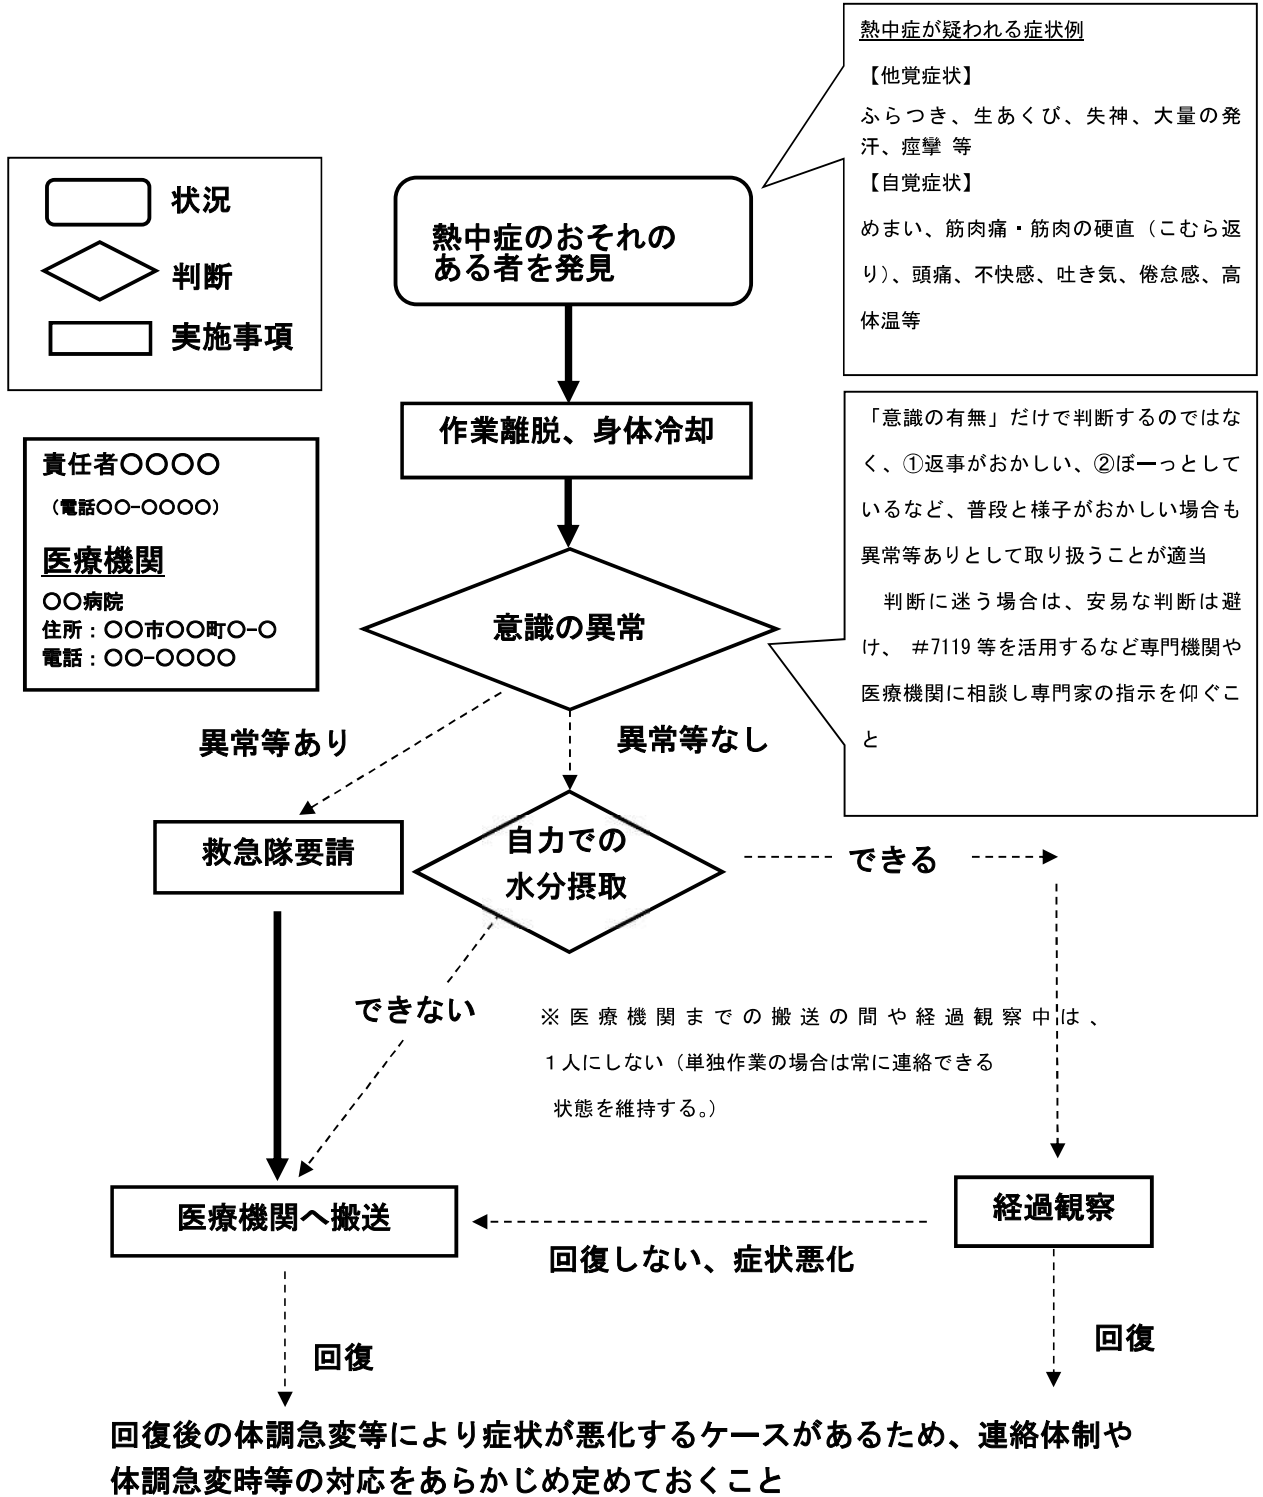 熱中症が疑われる症状例
【他覚症状】
ふらつき、生あくび、失神、大量の発
汗、痙攣 等
【自覚症状】
めまい、筋肉痛・筋肉の硬直（こむら返
り）、頭痛、不快感、吐き気、倦怠感、高
体温等
状況
判断
実施事項
熱中症のおそれの
ある者を発見
作業離脱、身体冷却
責任者〇〇〇〇
（電話〇〇-〇〇〇〇）
医療機関
〇〇病院
住所：〇〇市〇〇町〇-〇
電話：〇〇-〇〇〇〇
「意識の有無」だけで判断するのではな
く、①返事がおかしい、②ぼーっとして
いるなど、普段と様子がおかしい場合も
異常等ありとして取り扱うことが適当
判断に迷う場合は、安易な判断は避
け、 ＃7119 等を活用するなど専門機関や
医療機関に相談し専門家の指示を仰ぐこ
と
意識の異常
異常等あり
異常等なし
救急隊要請
自力での
水分摂取
できる
できない
※医療機関までの搬送の間や経過観察中は、
１人にしない（単独作業の場合は常に連絡できる
状態を維持する。）
医療機関へ搬送
経過観察
回復しない、症状悪化
回復
回復
回復後の体調急変等により症状が悪化するケースがあるため、連絡体制や
体調急変時等の対応をあらかじめ定めておくこと